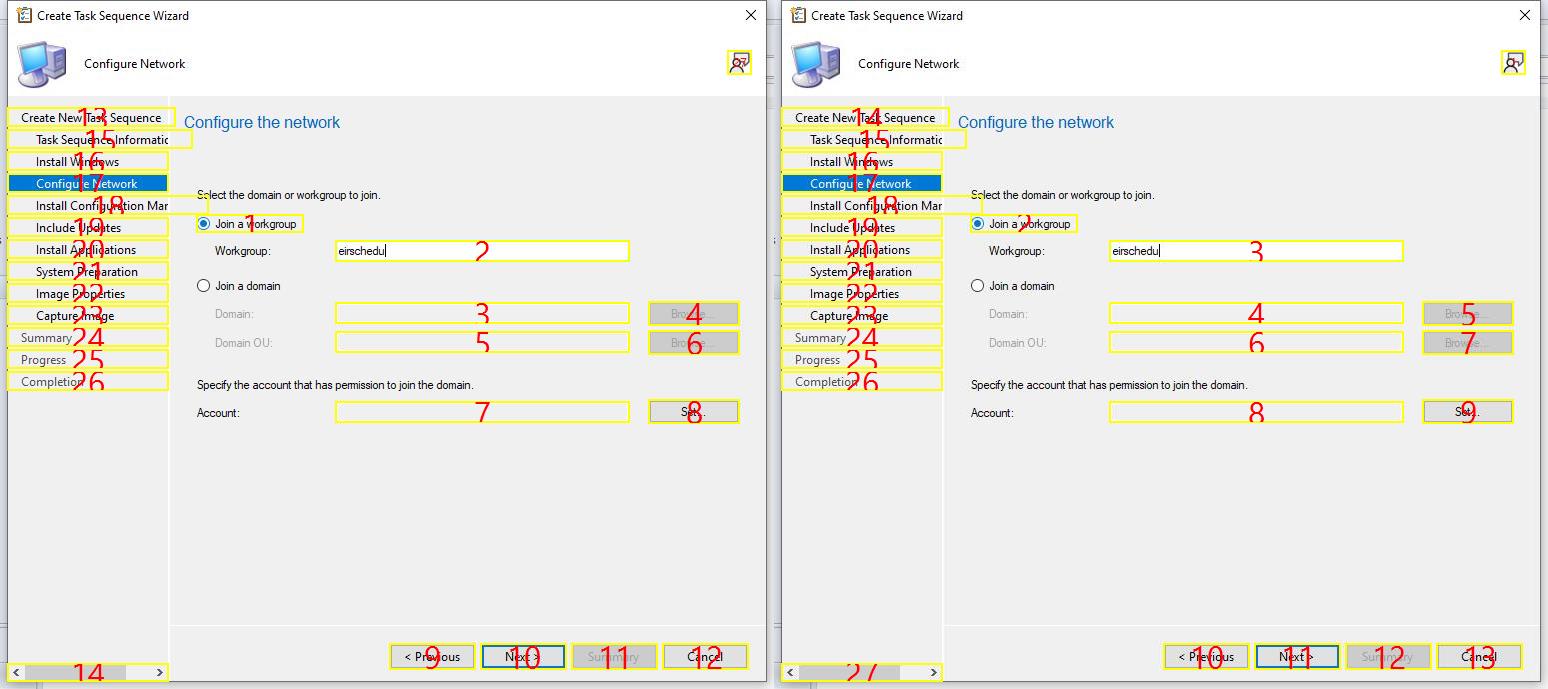 Create Task Sequence Wizard
Configure Network
27
13
Create New Task Sequence
15
Task Sequence Informatic
16
Install Windows
17
Configure Network
18
Install Configuration Mar
19
Include Updates
20
Install Applications
21
System Preparation
22
Image Properties
23
Capture Image
24
Summary
25
Progress
26
Completion
14
Configure the network
Select the domain or workgroup to join.
1
Join a workgroup
Workgroup:
eirschedu
2
Join a domain
Domain:
3
Browse...
4
Domain OU:
5
Browse...
6
Specify the account that has permission to join the domain.
Account:
7
Set...
8
< Previous
9
Next >
10
Summary
11
Cancel
12
Create Task Sequence Wizard
Configure Network
1
14
Create New Task Sequence
15
Task Sequence Informatic
16
Install Windows
17
Configure Network
18
Install Configuration Mar
19
Include Updates
20
Install Applications
21
System Preparation
22
Image Properties
23
Capture Image
24
Summary
25
Progress
26
Completion
27
Configure the network
Select the domain or workgroup to join.
2
Join a workgroup
Workgroup:
eirschedu
3
Join a domain
Domain:
4
Browse...
5
Domain OU:
6
Browse...
7
Specify the account that has permission to join the domain.
Account:
8
Set...
9
< Previous
10
Next >
11
Summary
12
Cancel
13